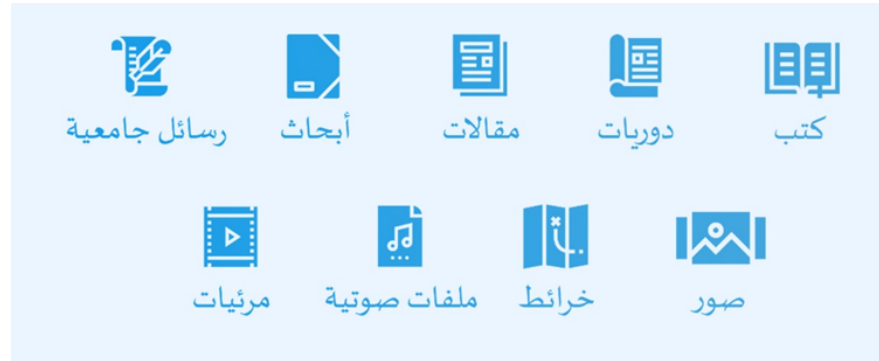 كتب دوريات مقالات أبحاث رسائل جامعية
صور خرائط ملفات صوتية مرئيات